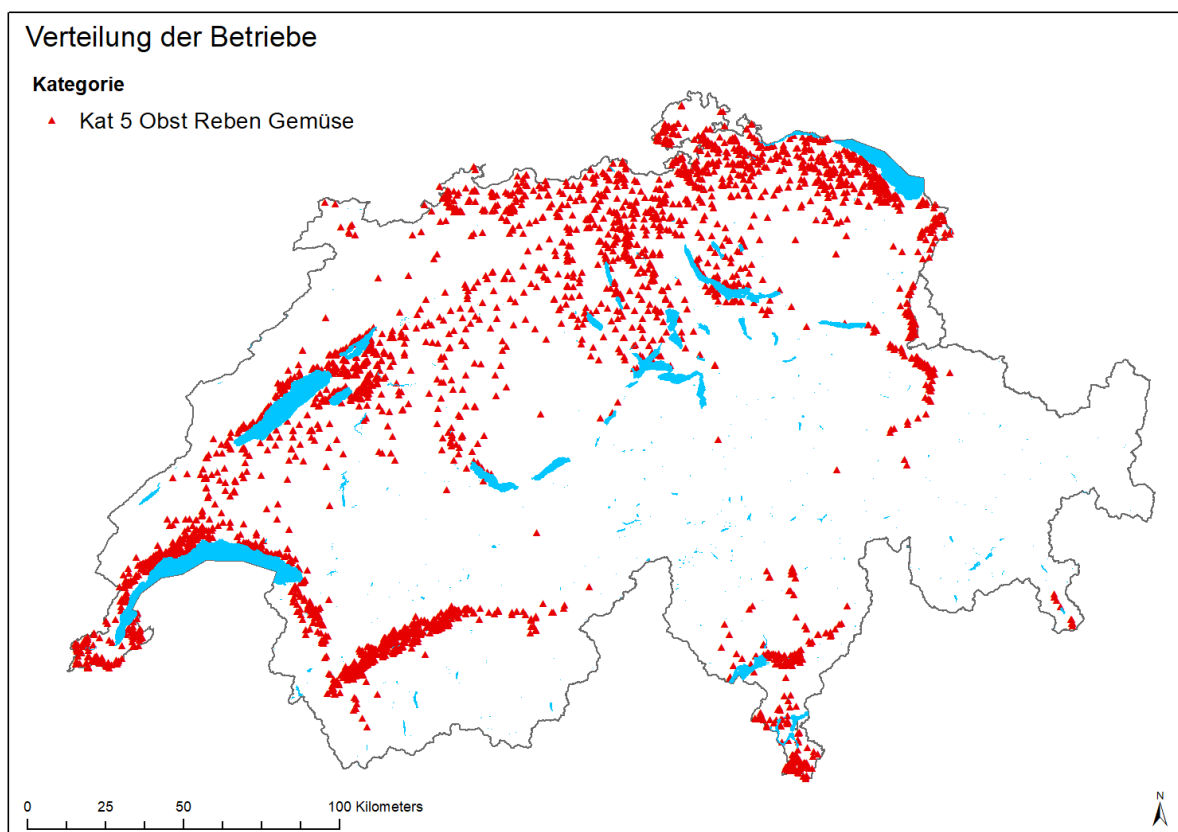 Verteilung der Betriebe
Kategorie
Kat 5 Obst Reben Gemüse
0 25 50 100 Kilometers
N